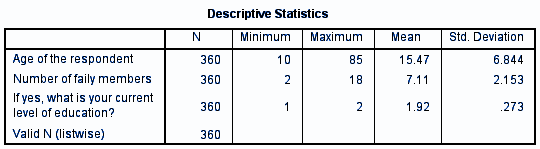 Descriptive Statistics
N Minimum Maximum Mean Std. Deviation
Age of the respondent 360 10 85 15.47 6.844
Number of faily members 360 2 18 7.11 2.153
If yes, what is your current
level of education? 360 1 2 1.92 .273
Valid N (listwise) 360